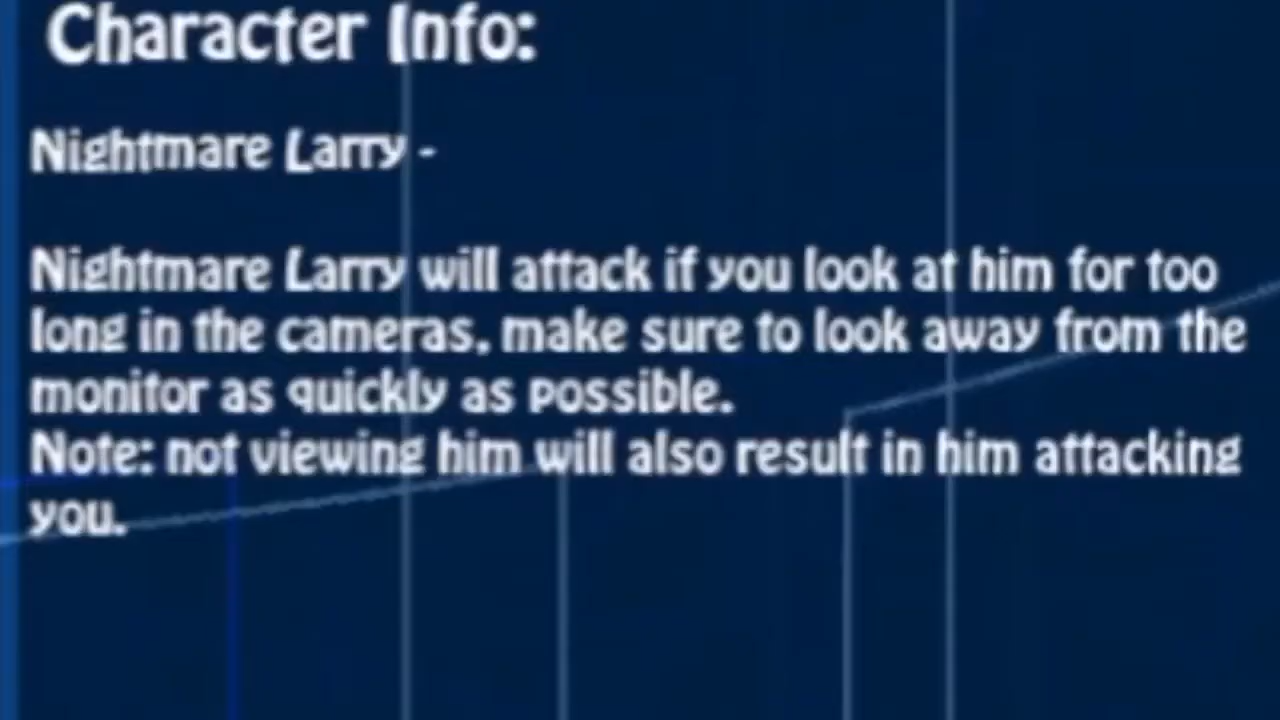 Character Info:
Nightmare Larry -
Nightmare Larry will attack if you look at him for too
long in the cameras, make sure to look away from the
monitor as quickly as possible.
Note: not viewing him will also result in him attacking
you.